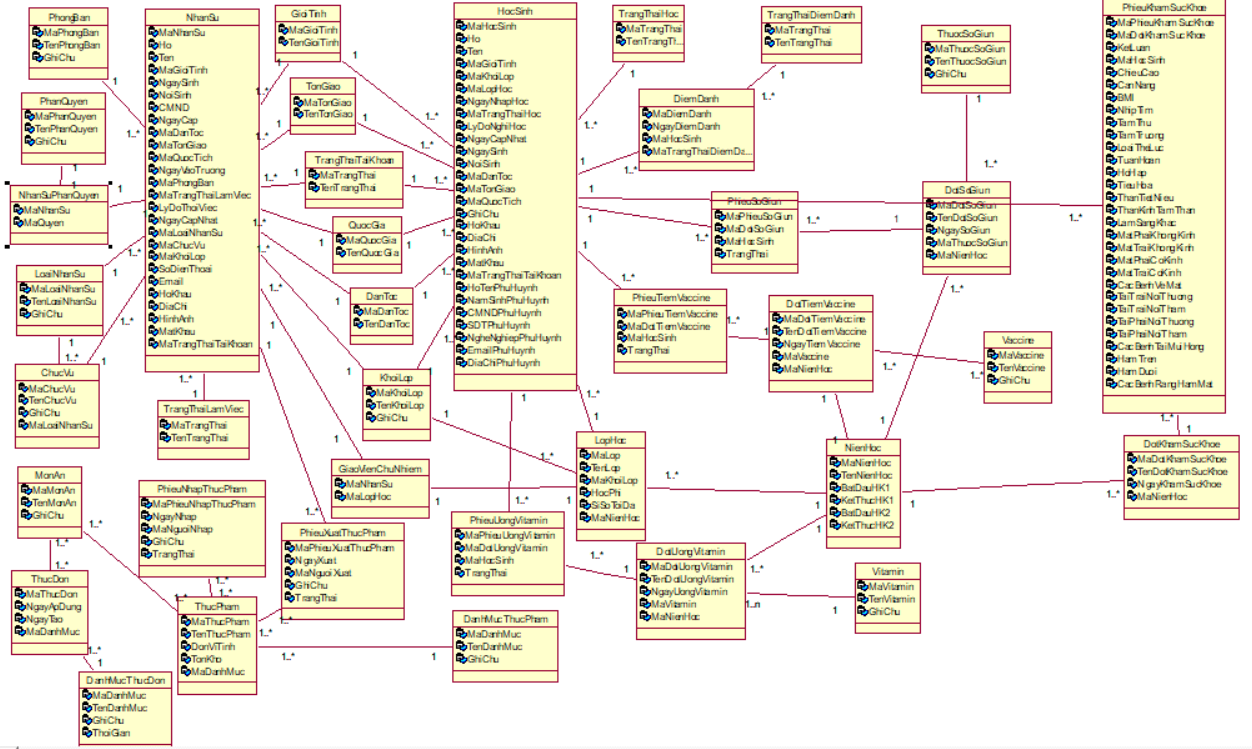 PhongBan
MaPhongBan
TenPhongBan
GhiChu
PhanQuyen
MaPhanQuyen
TenPhanQuyen
GhiChu
NhanSuPhanQuyen
MaNhanSu
MaQuyen
LoaiNhanSu
MaLoaiNhanSu
TenLoaiNhanSu
GhiChu
ChucVu
MaChucVu
TenChucVu
GhiChu
MaLoaiNhanSu
NhanSu
MaNhanSu
Ho
Ten
MaGioiTinh
NgaySinh
NoiSinh
CMND
NgayCap
MaDanToc
MaTonGiao
MaQuocTich
NgayVaoTruong
MaPhongBan
MaTrangThaiLamViec
LyDoThoiViec
NgayCapNhat
MaLoaiNhanSu
MaChucVu
MaKhoiLop
SoDienThoai
Email
HoKhau
DiaChi
HinhAnh
MatKhau
MaTrangThaiTaiKhoan
TrangThaiLamViec
MaTrangThai
TenTrangThai
GioiTinh
MaGioiTinh
TenGioiTinh
TonGiao
MaTonGiao
TenTonGiao
TrangThaiTaiKhoan
MaTrangThai
TenTrangThai
QuocGia
MaQuocGia
TenQuocGia
DanToc
MaDanToc
TenDanToc
KhoiLop
MaKhoiLop
TenKhoiLop
GhiChu
GiaoVienChuNhiem
MaNhanSu
MaLopHoc
HocSinh
MaHocSinh
Ho
Ten
MaGioiTinh
MaKhoiLop
MaLopHoc
NgayNhapHoc
MaTrangThaiHoc
LyDoNghiHoc
NgayCapNhat
NgaySinh
NoiSinh
MaDanToc
MaTonGiao
MaQuocTich
GhiChu
HoKhau
DiaChi
HinhAnh
MatKhau
MaTrangThaiTaiKhoan
HoTenPhuHuynh
NamSinhPhuHuynh
CMNDPhuHuynh
SDTPhuHuynh
NgheNghiepPhuHuynh
EmailPhuHuynh
DiaChiPhuHuynh
TrangThaiHoc
MaTrangThai
TenTrangT...
TrangThaiDiemDanh
MaTrangThai
TenTrangThai
DiemDanh
MaDiemDanh
NgayDiemDanh
MaHocSinh
MaTrangThaiDiemDa...
ThuocSoGiun
MaThuocSoGiun
TenThuocSoGiun
GhiChu
PhieuSoGiun
MaPhieuSoGiun
MaDotSoGiun
MaHocSinh
TrangThai
DotSoGiun
MaDotSoGiun
TenDotSoGiun
NgaySoGiun
MaThuocSoGiun
MaNienHoc
PhieuTiemVaccine
MaPhieuTiemVaccine
MaDotTiemVaccine
MaHocSinh
TrangThai
DotTiemVaccine
MaDotTiemVaccine
TenDotTiemVaccine
NgayTiemVaccine
MaVaccine
MaNienHoc
Vaccine
MaVaccine
TenVaccine
GhiChu
PhieuKhamSucKhoe
MaPhieuKhamSucKhoe
MaDotKhamSucKhoe
KetLuan
MaHocSinh
ChieuCao
CanNang
BMI
NhipTim
TamThu
TamTruong
LoaiTheLuc
TuanHoan
HoHap
TieuHoa
ThanTietNieu
ThanKinhTamThan
LamSangKhac
MatPhaiKhongKinh
MatTraiKhongKinh
MatPhaiCoKinh
MatTraiCoKinh
CacBenhVeMat
TaiTraiNoiThuong
TaiTraiNoiTham
TaiPhaiNoiThuong
TaiPhaiNoiTham
CacBenhTaiMuiHong
HamTren
HamDuoi
CacBenhRangHamMat
DotKhamSucKhoe
MaDotKhamSucKhoe
TenDotKhamSucKhoe
NgayKhamSucKhoe
MaNienHoc
LopHoc
MaLop
TenLop
MaKhoiLop
HocPhi
SiSoToiDa
MaNienHoc
NienHoc
MaNienHoc
TenNienHoc
BatDauHK1
KetThucHK1
BatDauHK2
KetThucHK2
MonAn
MaMonAn
TenMonAn
GhiChu
ThucDon
MaThucDon
NgayApDung
NgayTao
MaDanhMuc
DanhMucThucDon
MaDanhMuc
TenDanhMuc
GhiChu
ThoiGian
PhieuNhapThucPham
MaPhieuNhapThucPham
NgayNhap
MaNguoiNhap
GhiChu
TrangThai
ThucPham
MaThucPham
TenThucPham
DonViTinh
TonKho
MaDanhMuc
PhieuXuatThucPham
MaPhieuXuatThucPham
NgayXuat
MaNguoiXuat
GhiChu
TrangThai
DanhMucThucPham
MaDanhMuc
TenDanhMuc
GhiChu
PhieuUongVitamin
MaPhieuUongVitamin
MaDotUongVitamin
MaHocSinh
TrangThai
DotUongVitamin
MaDotUongVitamin
TenDotUongVitamin
NgayUongVitamin
MaVitamin
MaNienHoc
Vitamin
MaVitamin
TenVitamin
GhiChu
1..n